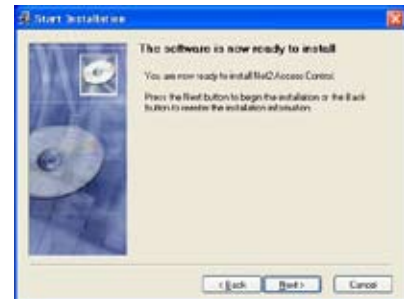 Start Installation
The software is now ready to install
You are now ready to install Net2 Access Control.
Press the Next button to begin the installation or the Back
button to reenter the installation information.
< Back
Next >
Cancel